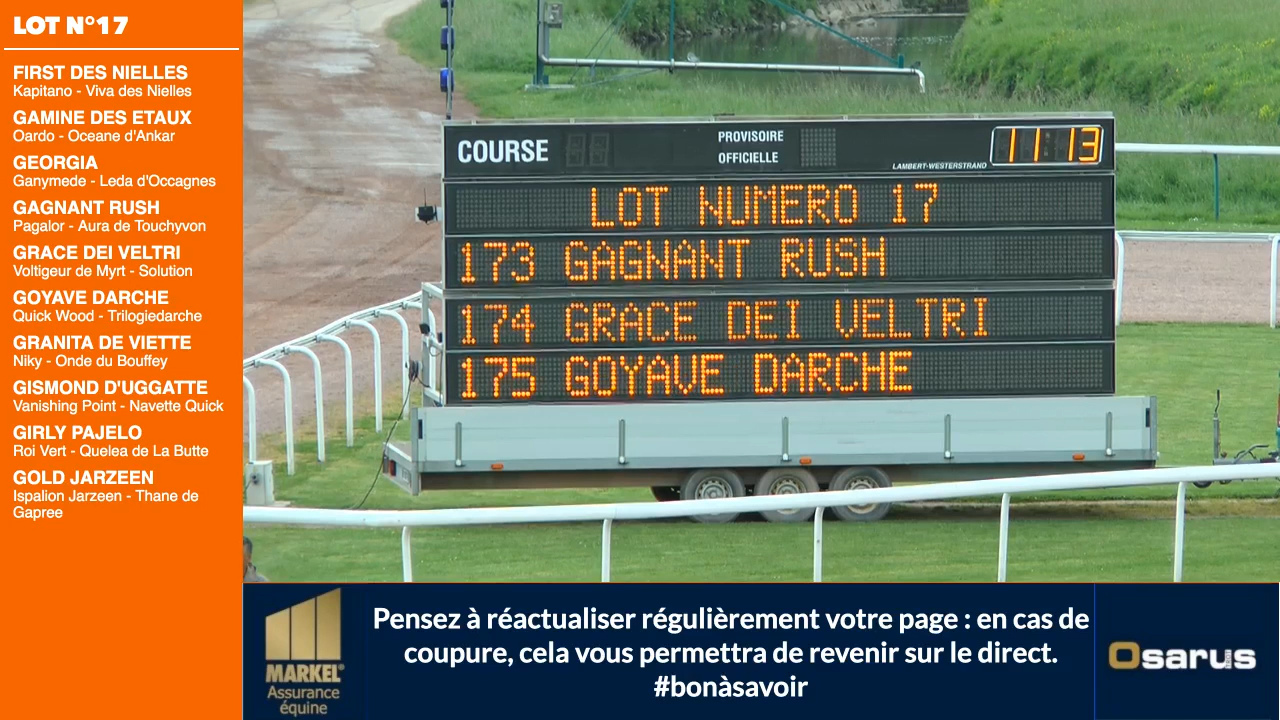 LOT N°17
FIRST DES NIELLES
Kapitano - Viva des Nielles
GAMINE DES ETAUX
Oardo - Oceane d'Ankar
GEORGIA
Ganymede - Leda d'Occagnes
GAGNANT RUSH
Pagalor - Aura de Touchyvon
GRACE DEI VELTRI
Voltigeur de Myrt - Solution
GOYAVE DARCHE
Quick Wood - Trilogiedarche
GRANITA DE VIETTE
Niky - Onde du Bouffey
GISMOND D'UGGATTE
Vanishing Point - Navette Quick
GIRLY PAJELO
Roi Vert - Quelea de La Butte
GOLD JARZEEN
Ispalion Jarzeen - Thane de
Gapree
COURSE
PROVISOIRE
OFFICIELLE
LAMBERT-WESTERSTRAND
11 13
LOT NUMERO 17
173 GAGNANT RUSH
174 GRACE DEI VELTRI
175 GOYAVE DARCHE
MARKEL
Assurance
équine
Pensez à réactualiser régulièrement votre page : en cas de
coupure, cela vous permettra de revenir sur le direct.
#bonàsavoir
Osarus